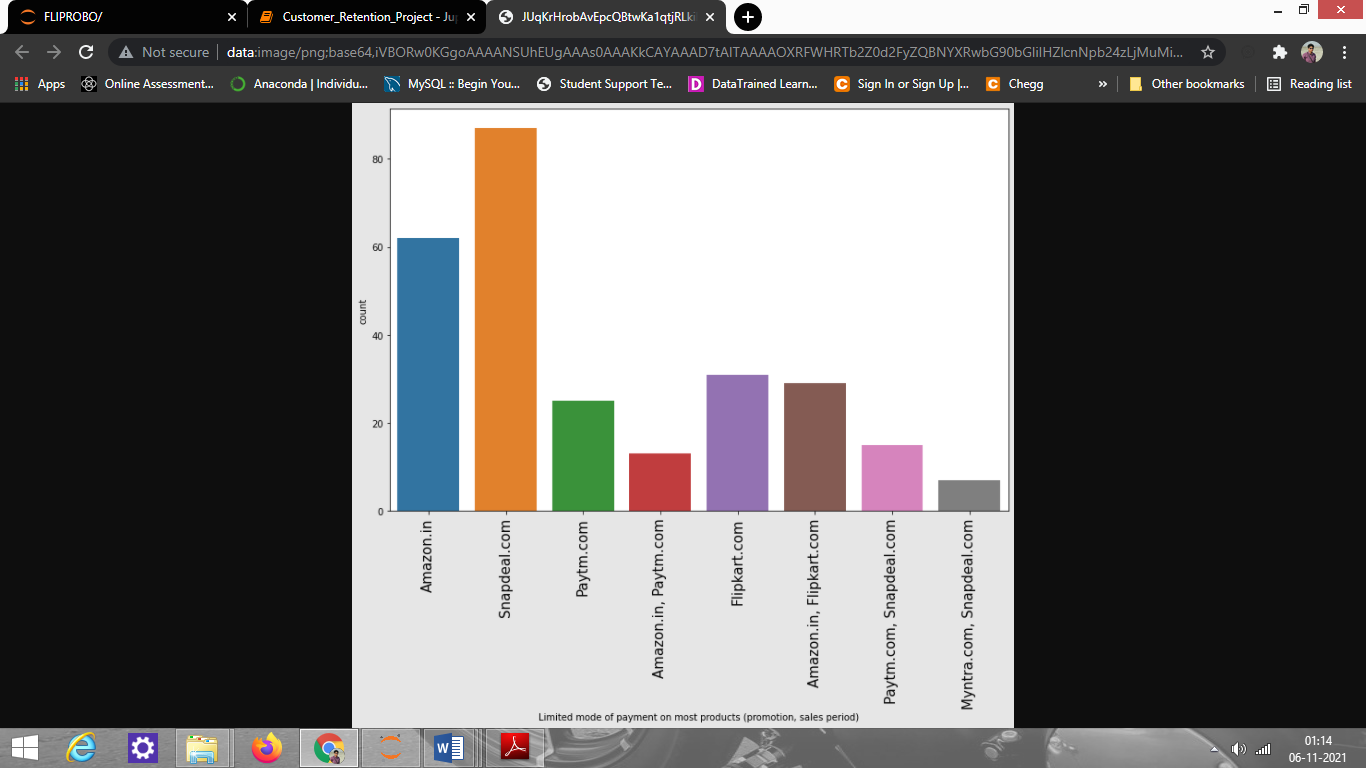 FLIPROBO/
Customer_Retention_Project - Ju
JUqKrHrobAvEpcQBtwKa1qtjRLki
Not secure
data:image/png;base64,iVBORw0KGgoAAAANSUhEUgAAAs0AAAKkCAYAAAD7tAITAAAAOXRFWHRTb2Z0d2FyZQBNYXRwbG90bGliIHZlcnNpb24zLjMuMi...
Apps
Online Assessment...
Anaconda | Individu...
MySQL :: Begin You...
Student Support Te...
D
DataTrained Learn...
C
Sign In or Sign Up |...
C
Chegg
»
Other bookmarks
Reading list
80
60
40
20
0
count
Amazon.in
Snapdeal.com
Paytm.com
Amazon.in, Paytm.com
Flipkart.com
Amazon.in, Flipkart.com
Paytm.com, Snapdeal.com
Myntra.com, Snapdeal.com
Limited mode of payment on most products (promotion, sales period)
01:14
06-11-2021